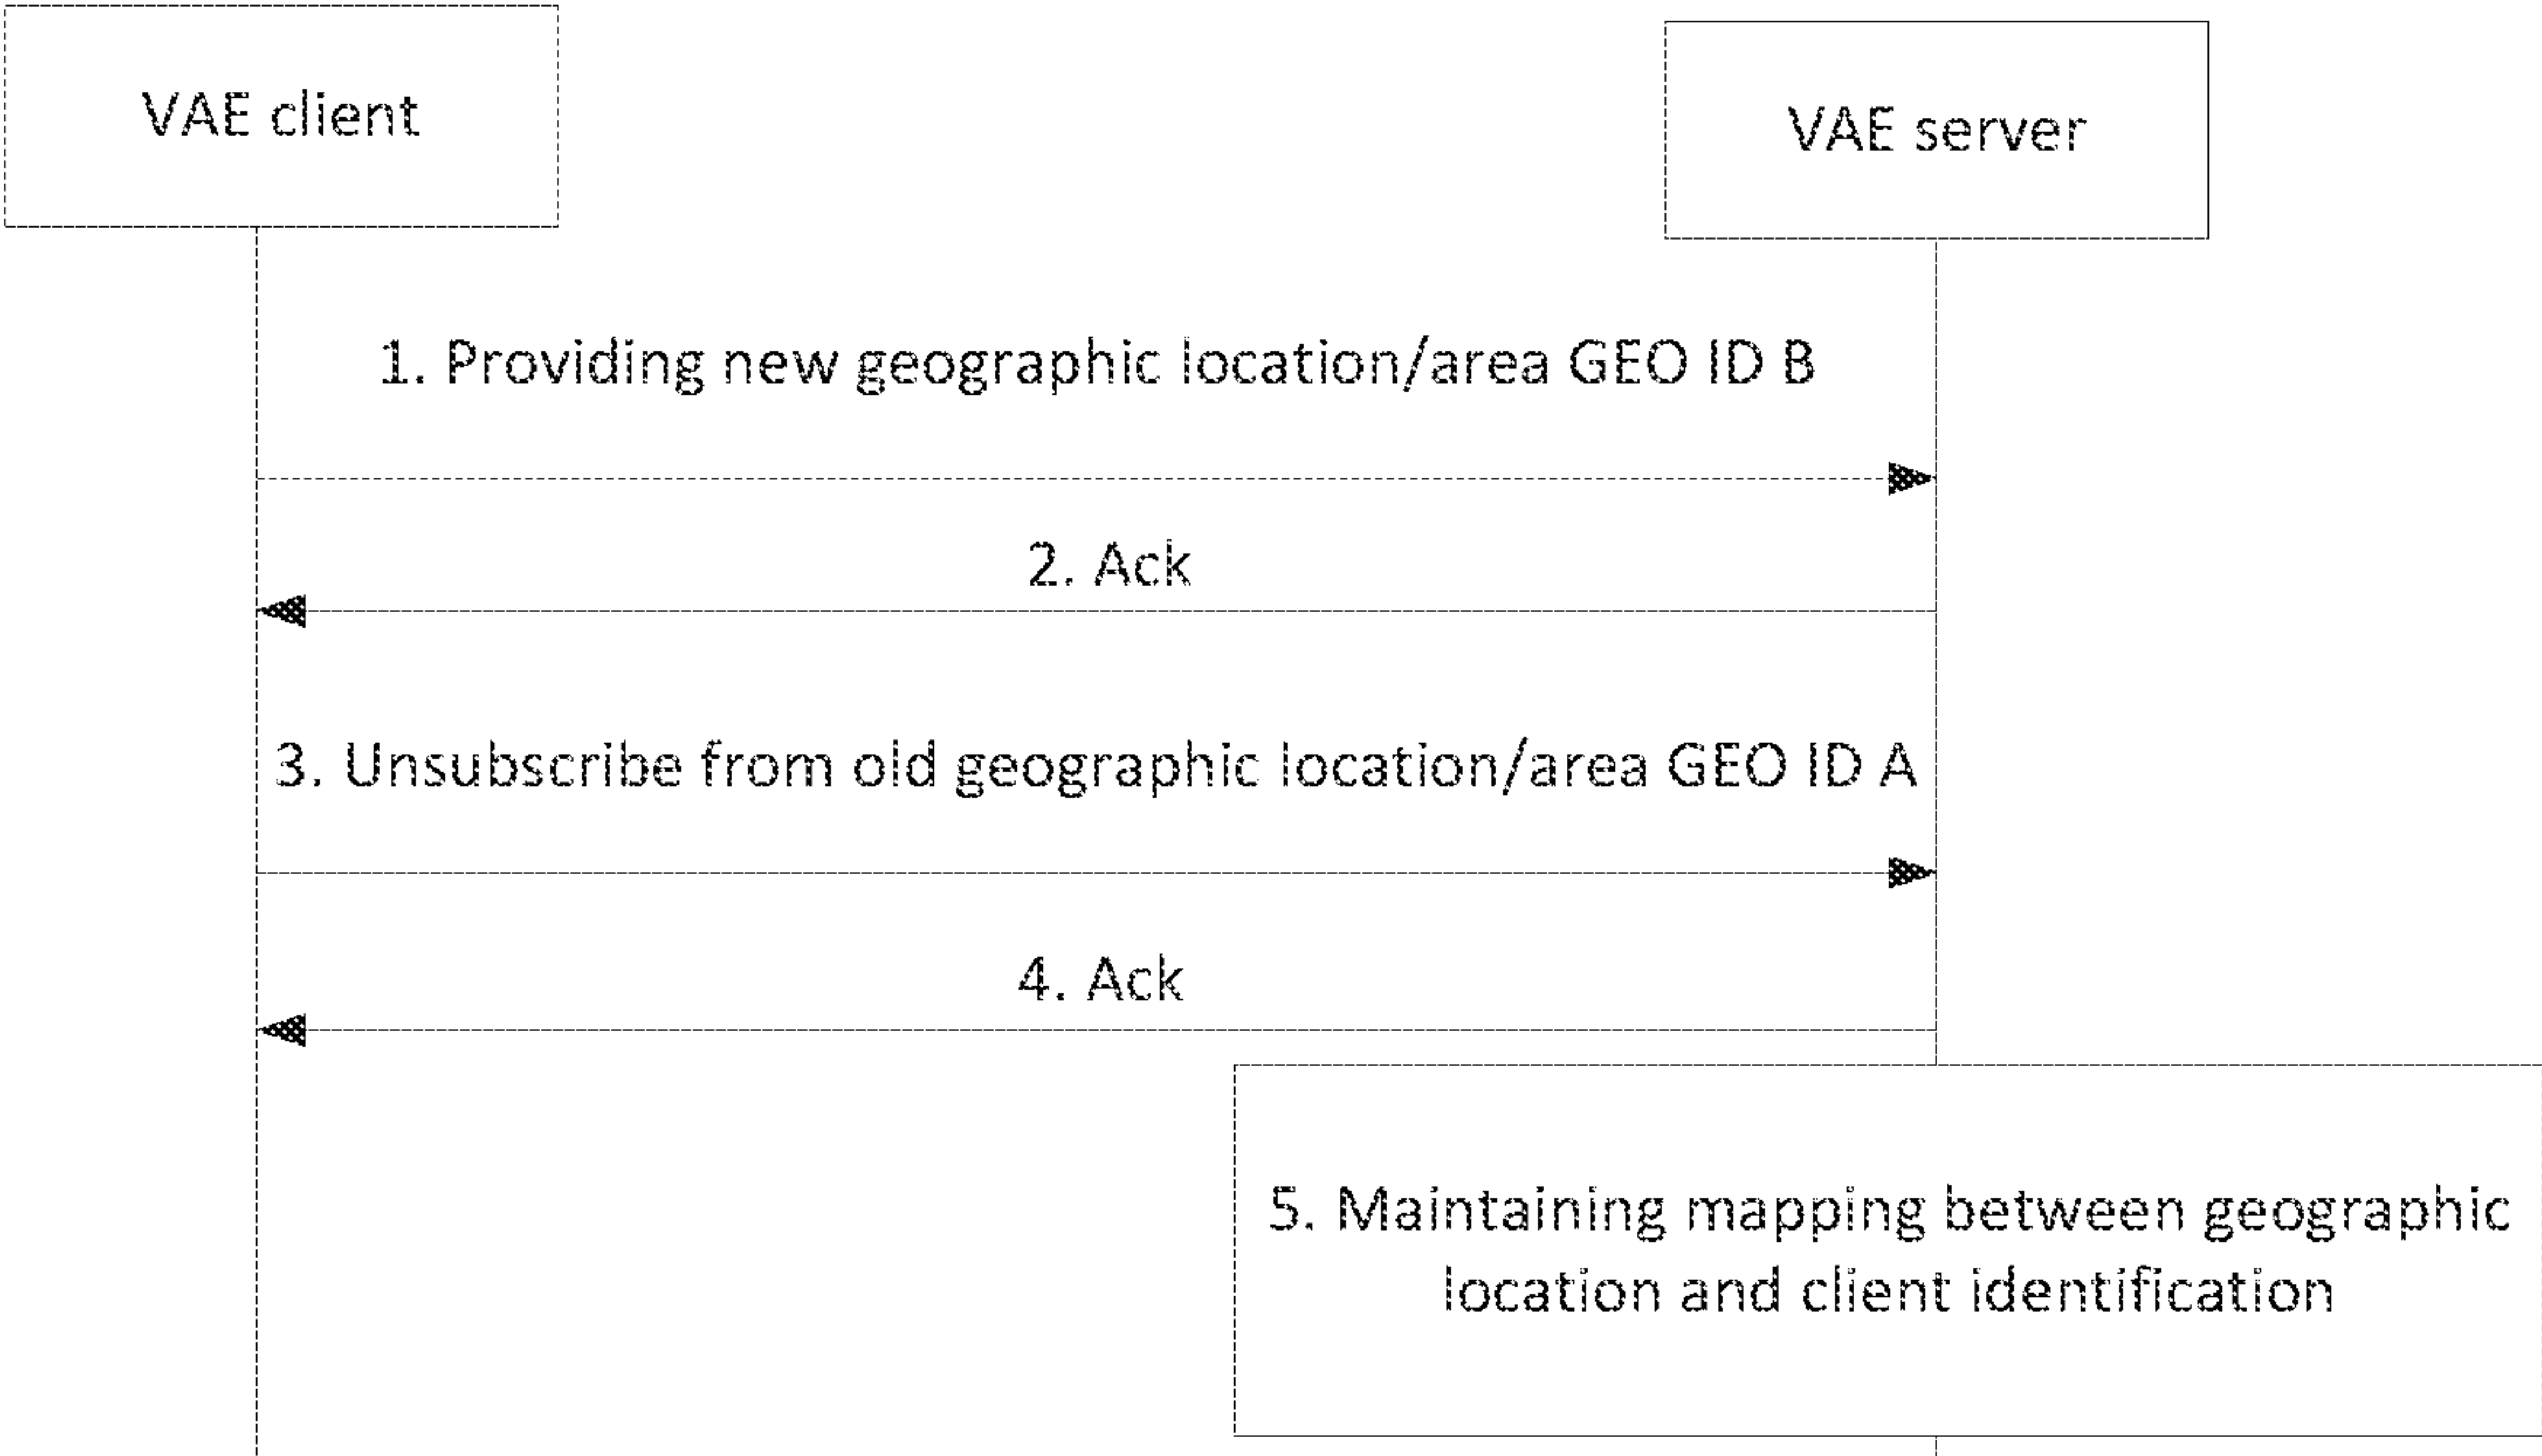 VAE client
VAE server
1. Providing new geographic location/area GEO ID B
2. Ack
3. Unsubscribe from old geographic location/area GEO ID A
4. Ack
5. Maintaining mapping between geographic
location and client identification